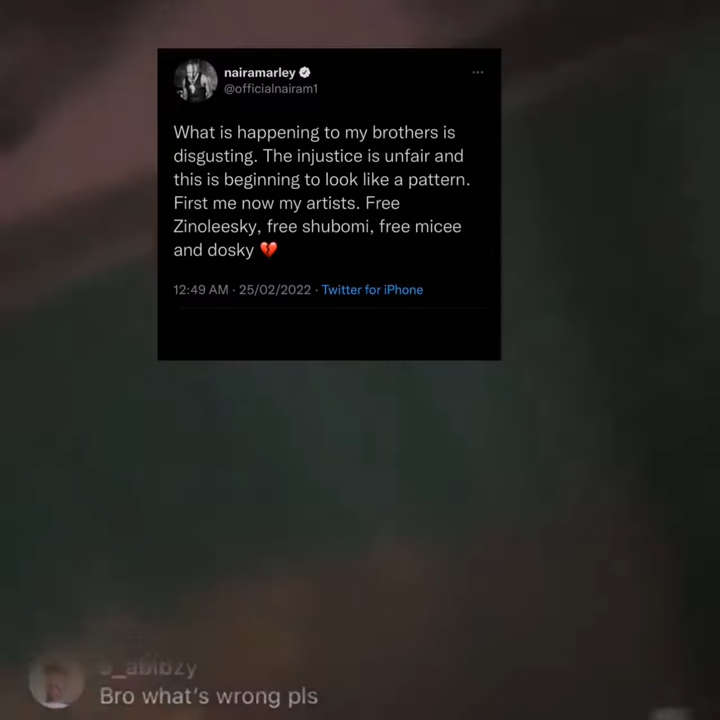 nairamarley
@officialnairam1
What is happening to my brothers is
disgusting. The injustice is unfair and
this is beginning to look like a pattern.
First me now my artists. Free
Zinoleesky, free shubomi, free micee
and dosky 💔
12:49 AM · 25/02/2022 · Twitter for iPhone
Bro what's wrong pls